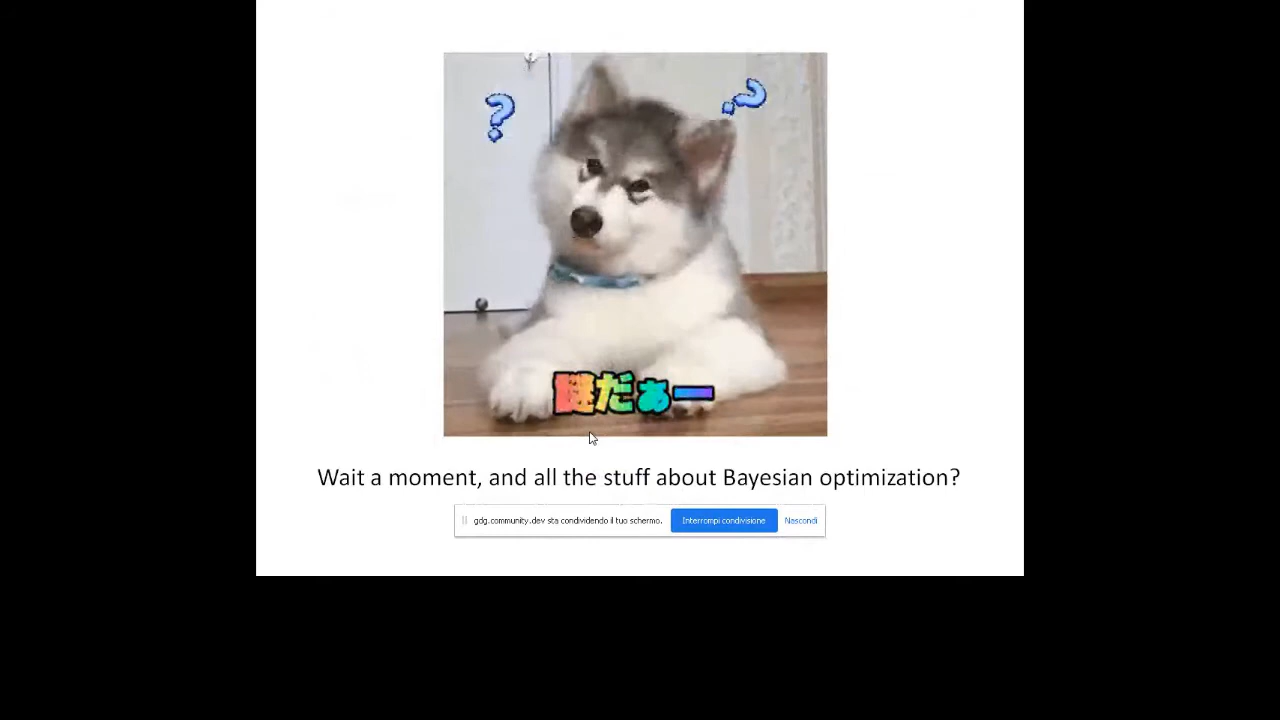 ? ?
謎だぁー
Wait a moment, and all the stuff about Bayesian optimization?
gdg.community.dev sta condividendo il tuo schermo. Interrompi condivisione Nascondi